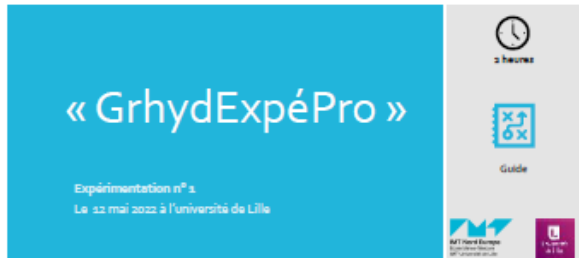 « GrhydExpéPro »
Expérimentation n° 1
Le 12 mai 2022 à l'université de Lille
2 heures
Guide
IMT Nord Europe